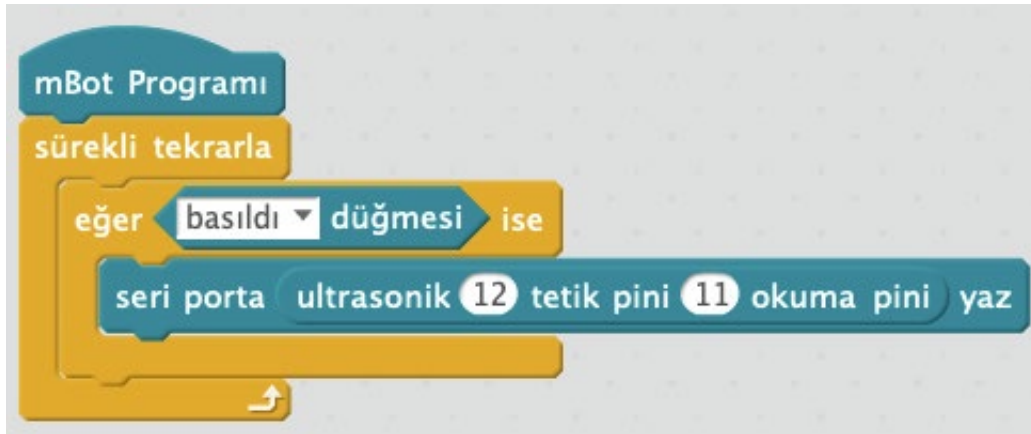 mBot Programı
sürekli tekrarla
eğer basıldı düğmesi ise
seri porta ultrasonik 12 tetik pini 11 okuma pini yaz